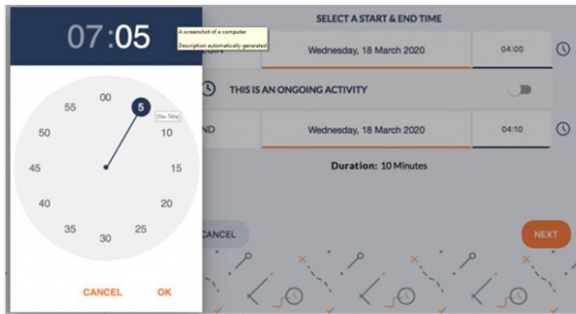 07:05
A screenshot of a computer
Description automatically generated
00
5
10
15
20
25
30
35
40
45
50
55
[No Title]
CANCEL
OK
SELECT A START & END TIME
Wednesday, 18 March 2020
04:00
THIS IS AN ONGOING ACTIVITY
ND
Wednesday, 18 March 2020
04:10
Duration: 10 Minutes
CANCEL
NEXT